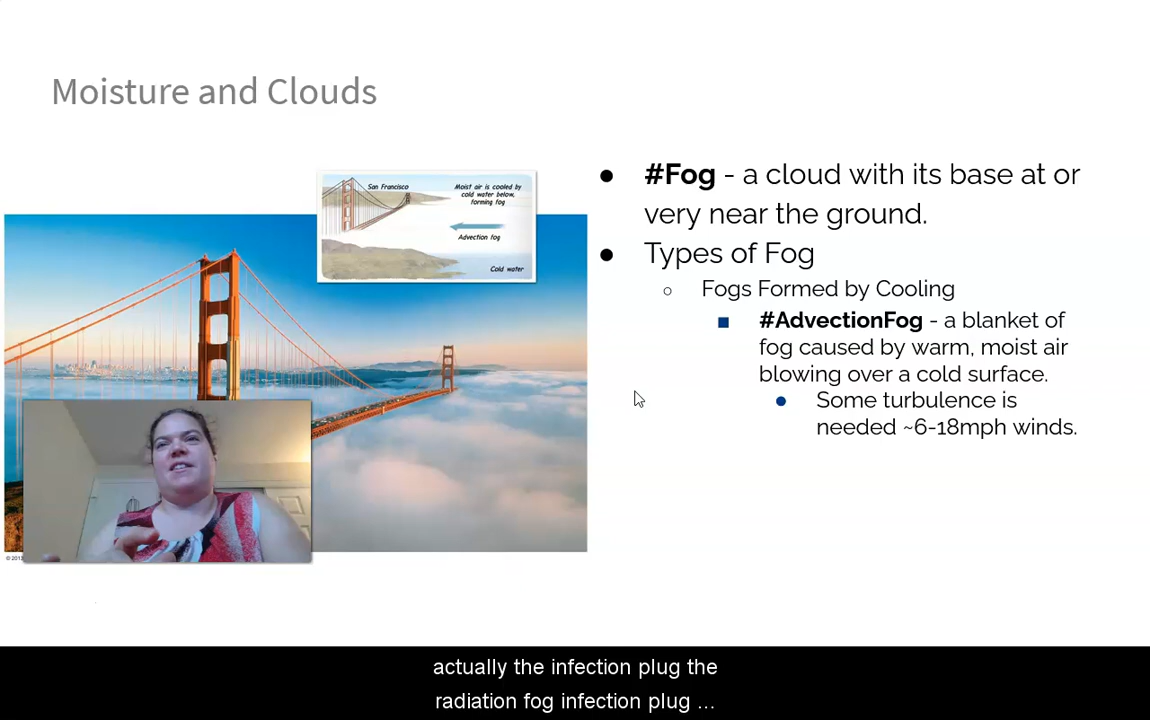 Moisture and Clouds
San Francisco
Moist air is cooled by
cold water below,
forming fog
Advection fog
Cold water
● #Fog - a cloud with its base at or
very near the ground.
● Types of Fog
○ Fogs Formed by Cooling
■ #AdvectionFog - a blanket of
fog caused by warm, moist air
blowing over a cold surface.
● Some turbulence is
needed ~6-18mph winds.
actually the infection plug the
radiation fog infection plug ...